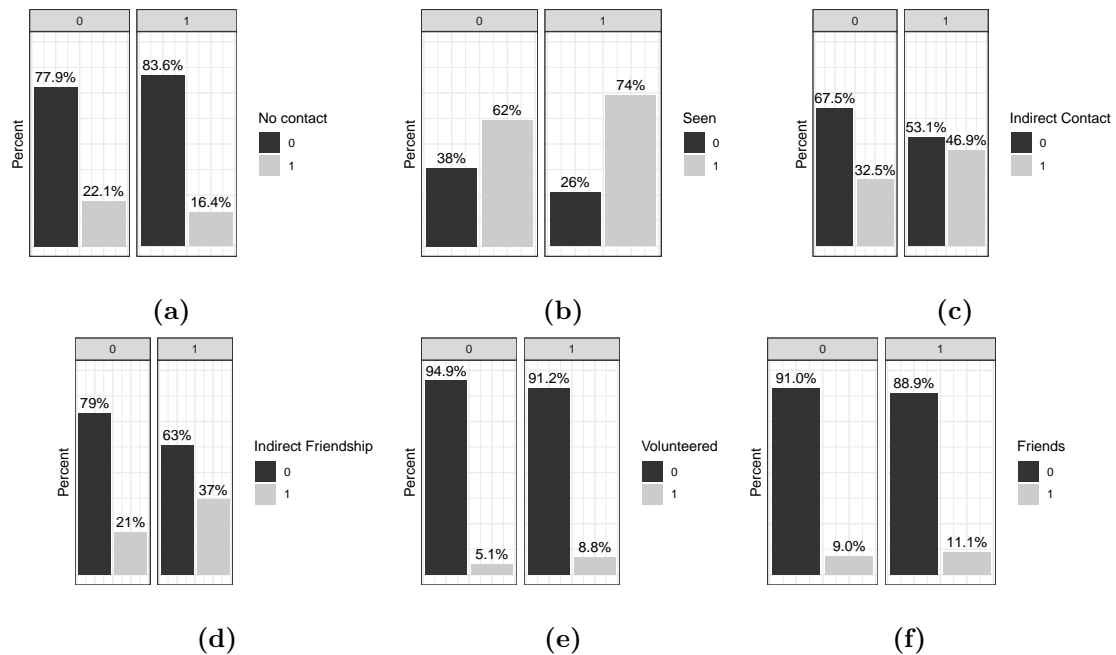 0 1
77.9%
22.1%
83.6%
16.4%
Percent
No contact
0
1
(a)
0 1
38%
62%
26%
74%
Percent
Seen
0
1
(b)
0 1
67.5%
32.5%
53.1%
46.9%
Percent
Indirect Contact
0
1
(c)
0 1
79%
21%
63%
37%
Percent
Indirect Friendship
0
1
(d)
0 1
94.9%
5.1%
91.2%
8.8%
Percent
Volunteered
0
1
(e)
0 1
91.0%
9.0%
88.9%
11.1%
Percent
Friends
0
1
(f)